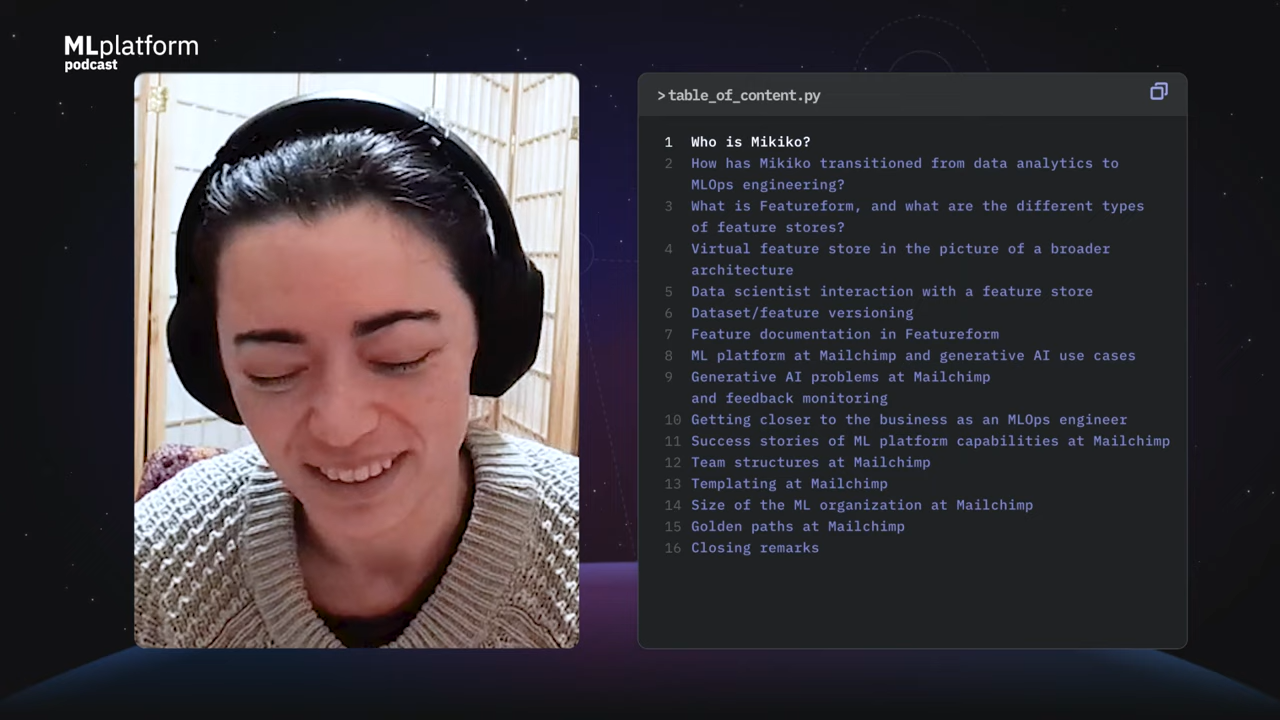 MLplatform
podcast
>table_of_content.py
1 Who is Mikiko?
2 How has Mikiko transitioned from data analytics to
MLOps engineering?
3 What is Featureform, and what are the different types
of feature stores?
4 Virtual feature store in the picture of a broader
architecture
5 Data scientist interaction with a feature store
6 Dataset/feature versioning
7 Feature documentation in Featureform
8 ML platform at Mailchimp and generative AI use cases
9 Generative AI problems at Mailchimp
and feedback monitoring
10 Getting closer to the business as an MLOps engineer
11 Success stories of ML platform capabilities at Mailchimp
12 Team structures at Mailchimp
13 Templating at Mailchimp
14 Size of the ML organization at Mailchimp
15 Golden paths at Mailchimp
16 Closing remarks